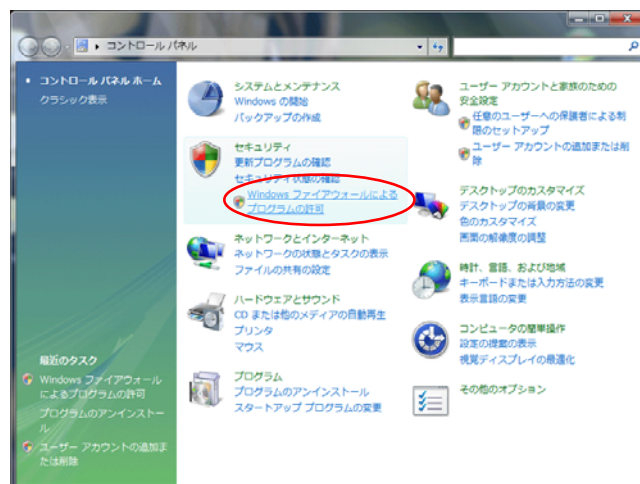 コントロール パネル
コントロール パネル ホーム
クラシック表示
システムとメンテナンス
Windows の開始
バックアップの作成
セキュリティ
更新プログラムの確認
セキュリティ状態の確認
Windows ファイアウォールによる
プログラムの許可
ネットワークとインターネット
ネットワークの状態とタスクの表示
ファイルの共有の設定
ハードウェアとサウンド
CD または他のメディアの自動再生
プリンタ
マウス
プログラム
プログラムのアンインストール
スタートアップ プログラムの変更
ユーザー アカウントと家族のための
安全設定
任意のユーザーへの保護者による制
限のセットアップ
ユーザー アカウントの追加または削
除
デスクトップのカスタマイズ
デスクトップの背景の変更
色のカスタマイズ
画面の解像度の調整
時計、言語、および地域
キーボードまたは入力方法の変更
表示言語の変更
コンピュータの簡単操作
設定の提案の表示
視覚ディスプレイの最適化
その他のオプション
最近のタスク
Windows ファイアウォール
によるプログラムの許可
プログラムのアンインストー
ル
ユーザー アカウントの追加ま
たは削除